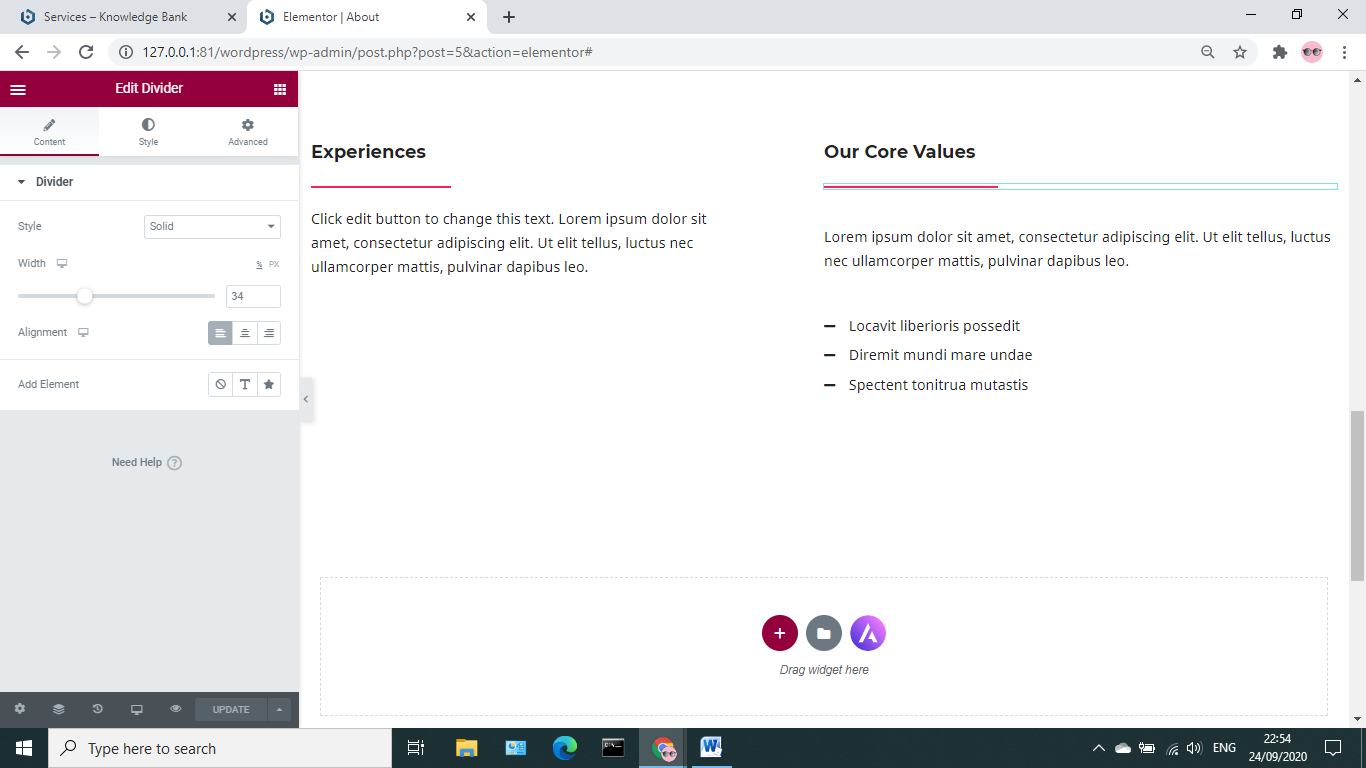 Services – Knowledge Bank
Elementor | About
127.0.0.1:81/wordpress/wp-admin/post.php?post=5&action=elementor#
Edit Divider
Content
Style
Advanced
Divider
Style
Solid
Width
% PX
34
Alignment
Add Element
Need Help ?
UPDATE
Experiences
Click edit button to change this text. Lorem ipsum dolor sit
amet, consectetur adipiscing elit. Ut elit tellus, luctus nec
ullamcorper mattis, pulvinar dapibus leo.
Our Core Values
Lorem ipsum dolor sit amet, consectetur adipiscing elit. Ut elit tellus, luctus
nec ullamcorper mattis, pulvinar dapibus leo.
Locavit liberioris possedit
Diremit mundi mare undae
Spectent tonitrua mutastis
Drag widget here
Type here to search
ENG
22:54
24/09/2020